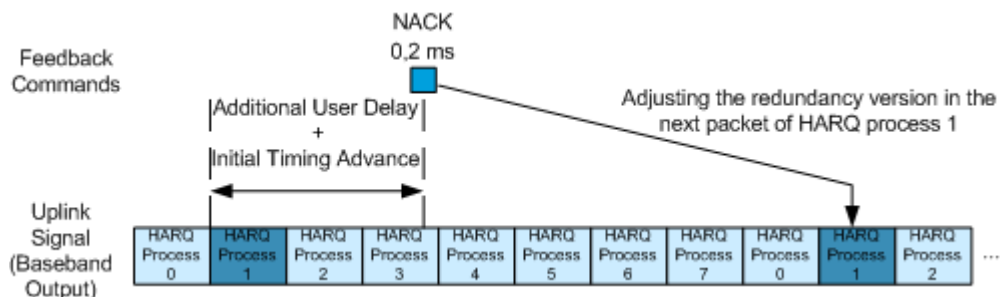 NACK
0,2 ms
Feedback
Commands
Additional User Delay
+
Initial Timing Advance
Adjusting the redundancy version in the
next packet of HARQ process 1
Uplink
Signal
(Baseband
Output)
HARQ
Process
0
HARQ
Process
1
HARQ
Process
2
HARQ
Process
3
HARQ
Process
4
HARQ
Process
5
HARQ
Process
6
HARQ
Process
7
HARQ
Process
0
HARQ
Process
1
HARQ
Process
2
...